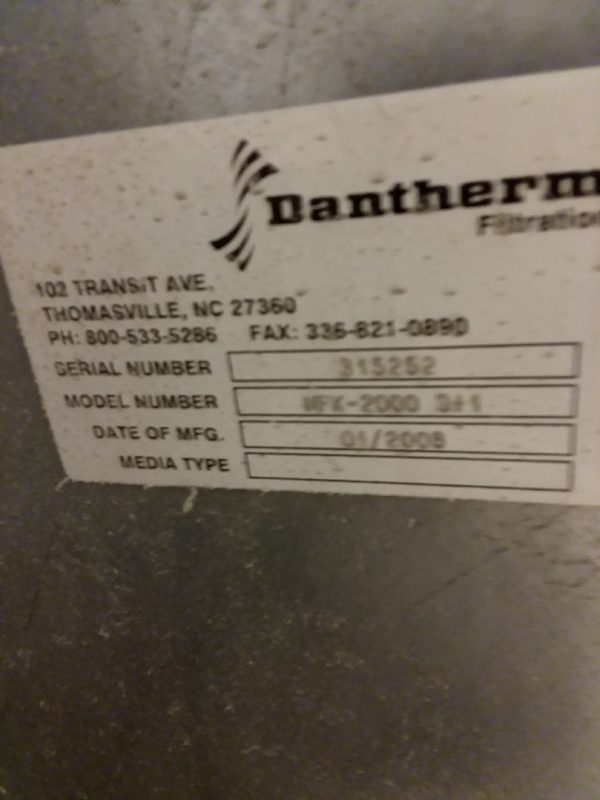 Dantherm
Filtration
102 TRANSIT AVE.
THOMASVILLE, NC 27360
PH: 800-533-5286 FAX: 336-821-0890
SERIAL NUMBER 315252
MODEL NUMBER
DATE OF MFG. 01/2008
MEDIA TYPE